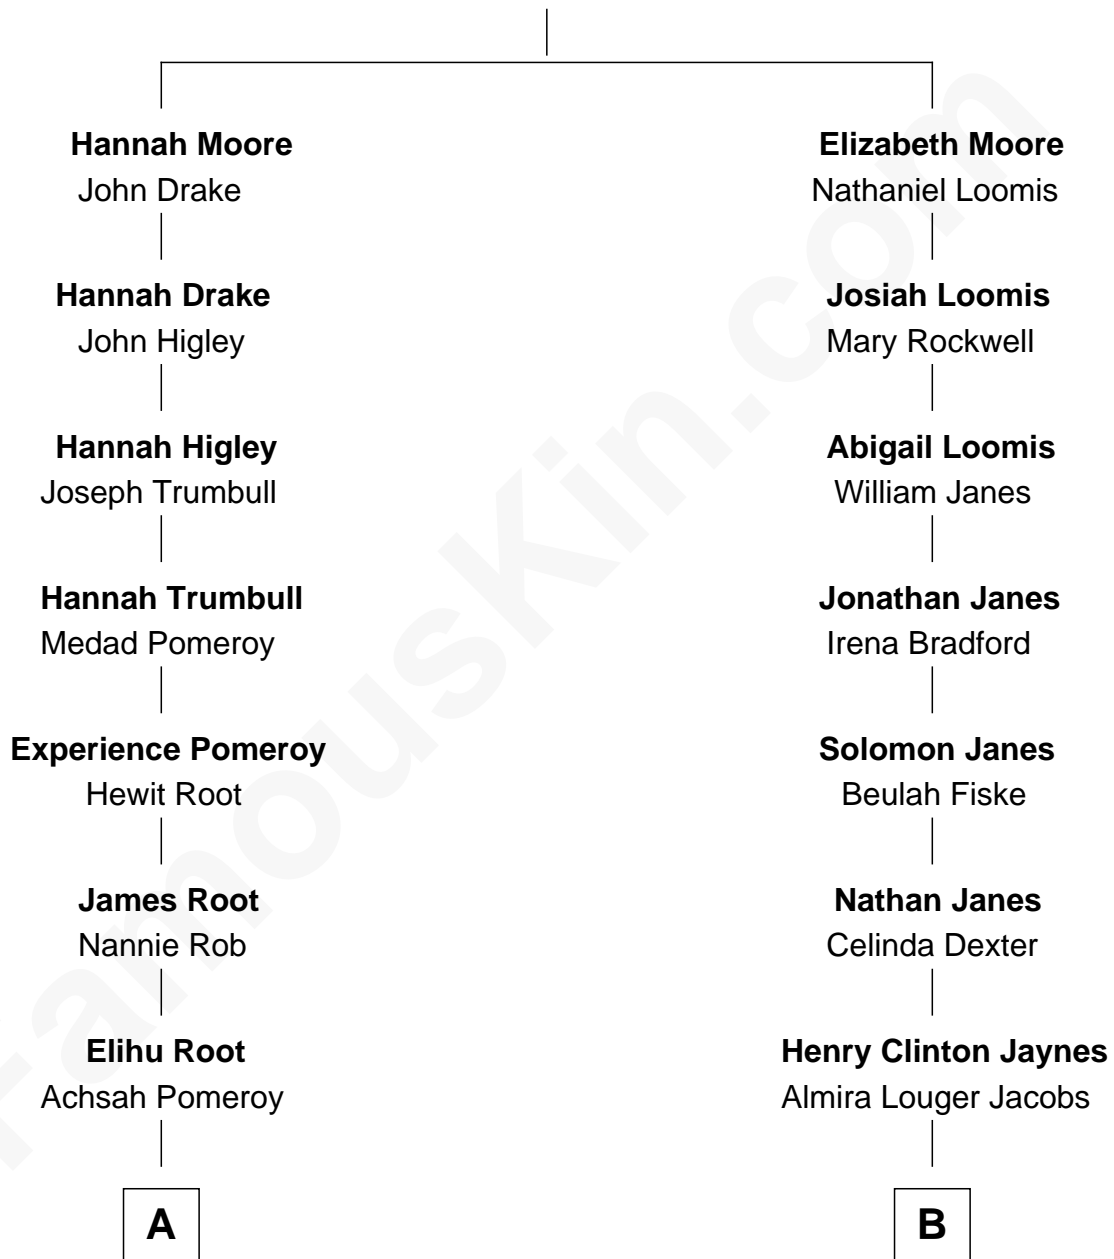 Hannah Moore
John Drake
Hannah Drake
John Higley
Hannah Higley
Joseph Trumbull
Hannah Trumbull
Medad Pomeroy
Experience Pomeroy
Hewit Root
James Root
Nannie Rob
Elihu Root
Achsah Pomeroy
A
Elizabeth Moore
Nathaniel Loomis
Josiah Loomis
Mary Rockwell
Abigail Loomis
William Janes
Jonathan Janes
Irena Bradford
Solomon Janes
Beulah Fiske
Nathan Janes
Celinda Dexter
Henry Clinton Jaynes
Almira Louger Jacobs
B
FamousKin.com